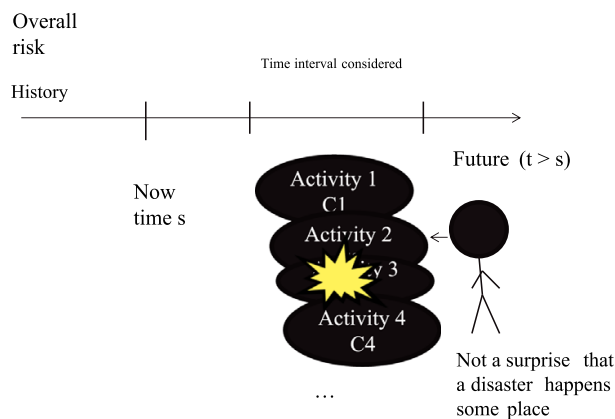 Overall
risk
Time interval considered
History
Future (t > s)
Now
time s
Activity 1
C1
Activity 2
y 3
Activity 4
C4
Not a surprise that
a disaster happens
some place
...